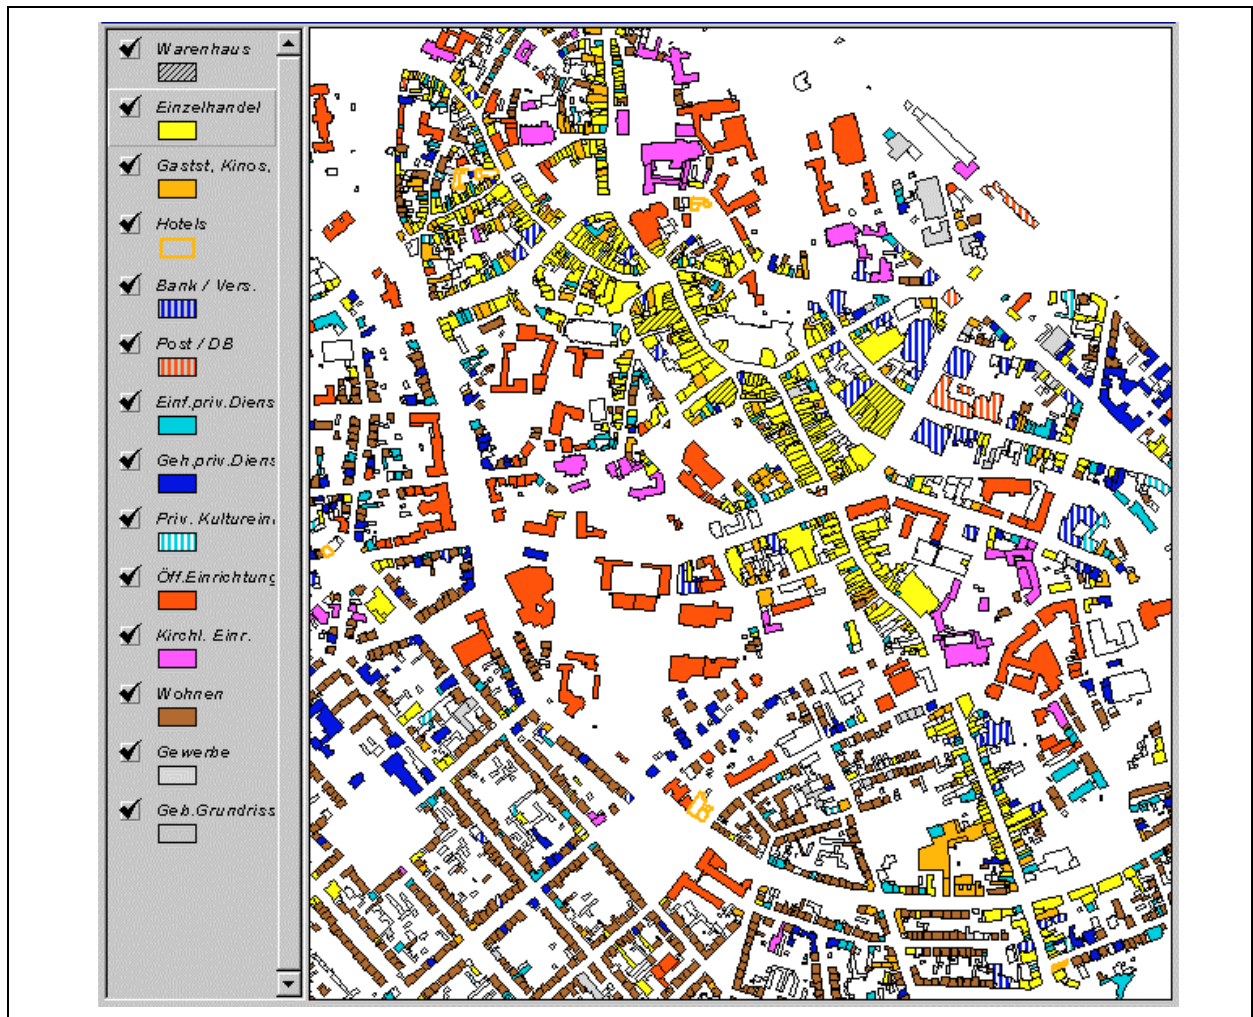 Warenhaus
Einzelhandel
Gastst, Kinos,
Hotels
Bank / Vers.
Post / DB
Einf.priv.Diens
Geh.priv.Diens
Priv. Kulturein
Öff.Einrichtung
Kirchl. Einr.
Wohnen
Gewerbe
Geb.Grundriss